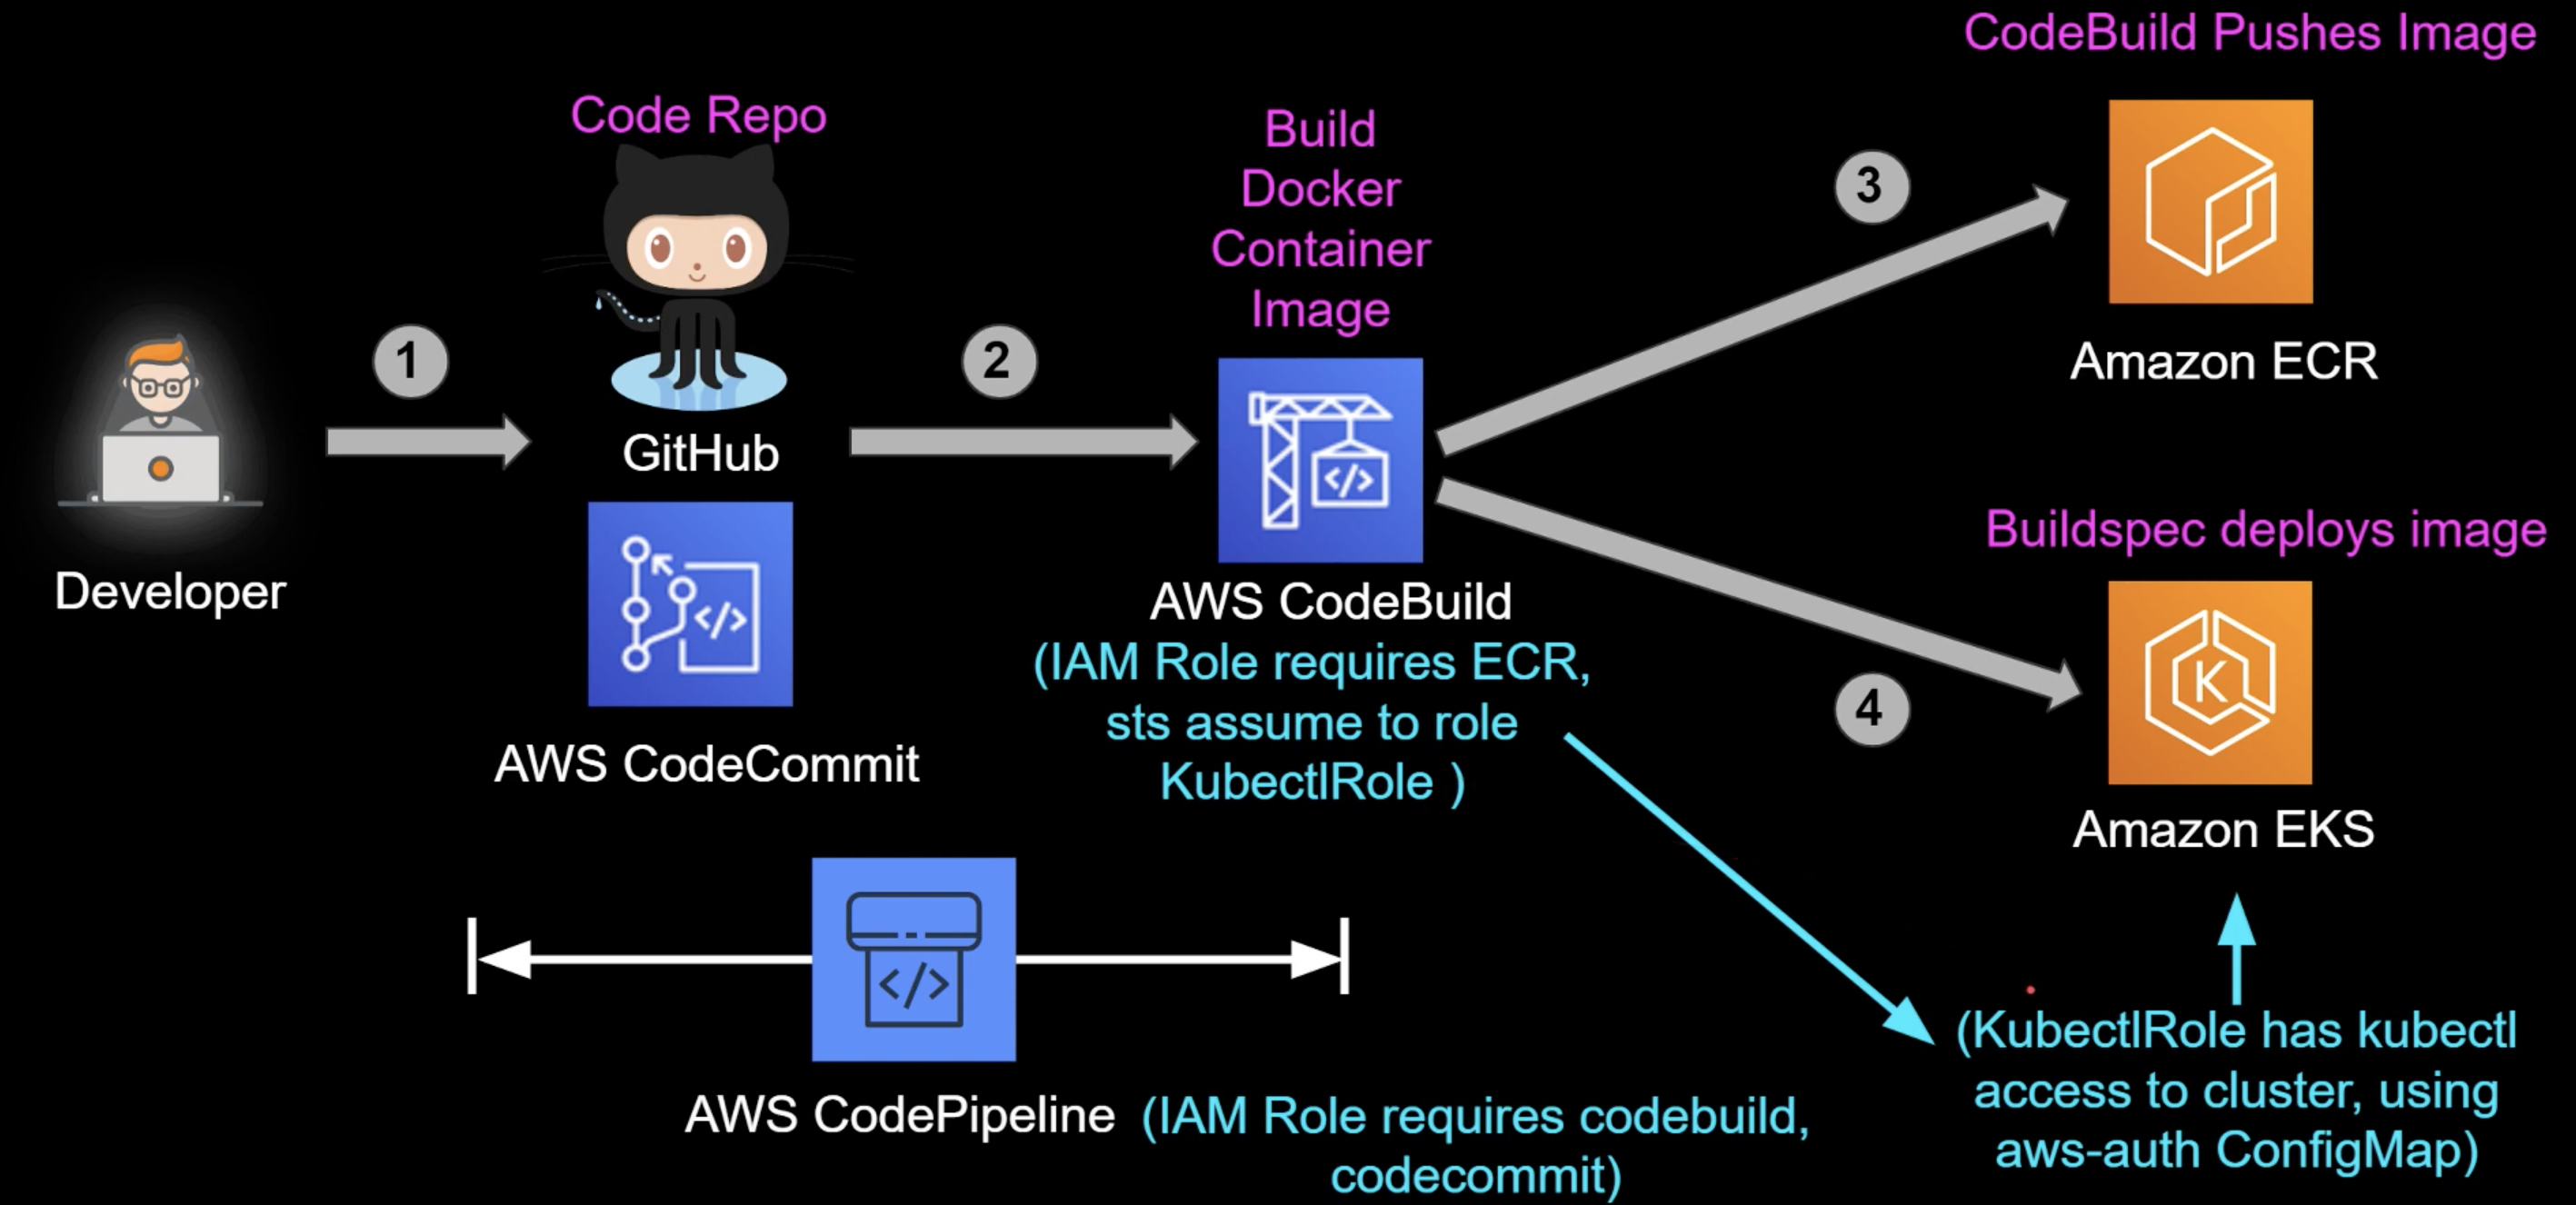 CodeBuild Pushes Image
Code Repo
Build
Docker
Container
Image
3
1
2
Amazon ECR
GitHub
</>
Buildspec deploys image
Developer
AWS CodeBuild
</>
(IAM Role requires ECR,
sts assume to role
KubectlRole )
K
4
AWS CodeCommit
Amazon EKS
</>
(KubectlRole has kubectl
access to cluster, using
aws-auth ConfigMap)
AWS CodePipeline
(IAM Role requires codebuild,
codecommit)